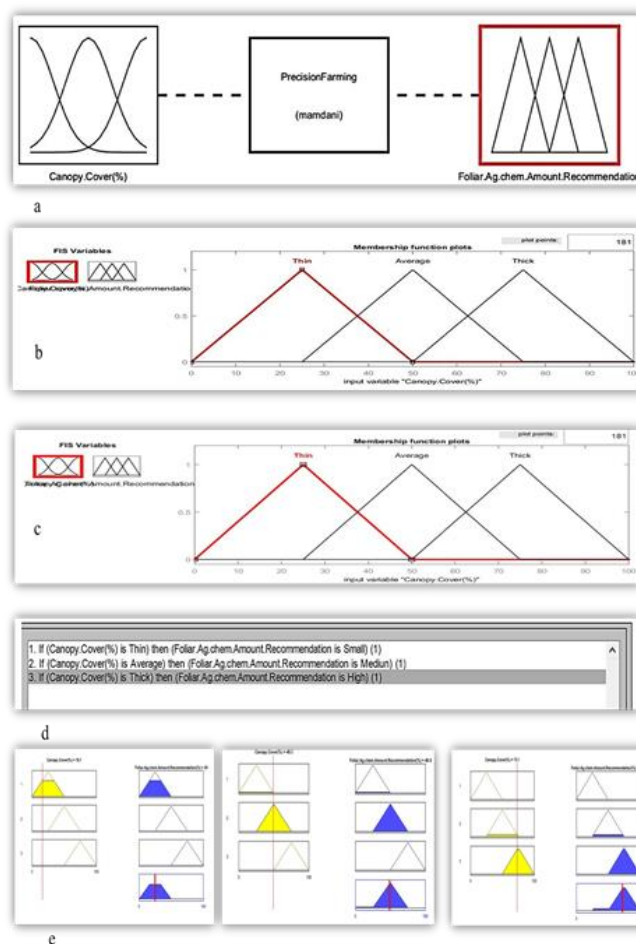 PrecisionFarming
(mamdani)
Canopy.Cover(%)
Foliar.Ag.chem.Amount.Recommendation
a
FIS Variables
Membership function plots
plot points:
181
Thin
Average
Thick
1
0.5
0
0 10 20 30 40 50 60 70 80 90 100
input variable "Canopy.Cover(%)"
Amount.Recommendation
b
FIS Variables
Membership function plots
plot points:
181
Thin
Average
Thick
1
0.5
0
0 10 20 30 40 50 60 70 80 90 100
input variable "Canopy.Cover(%)"
Amount.Recommendation
c
1. If (Canopy.Cover(%) is Thin) then (Foliar.Ag.chem.Amount.Recommendation is Small) (1)
2. If (Canopy.Cover(%) is Average) then (Foliar.Ag.chem.Amount.Recommendation is Mediun) (1)
3. If (Canopy.Cover(%) is Thick) then (Foliar.Ag.chem.Amount.Recommendation is High) (1)
d
e